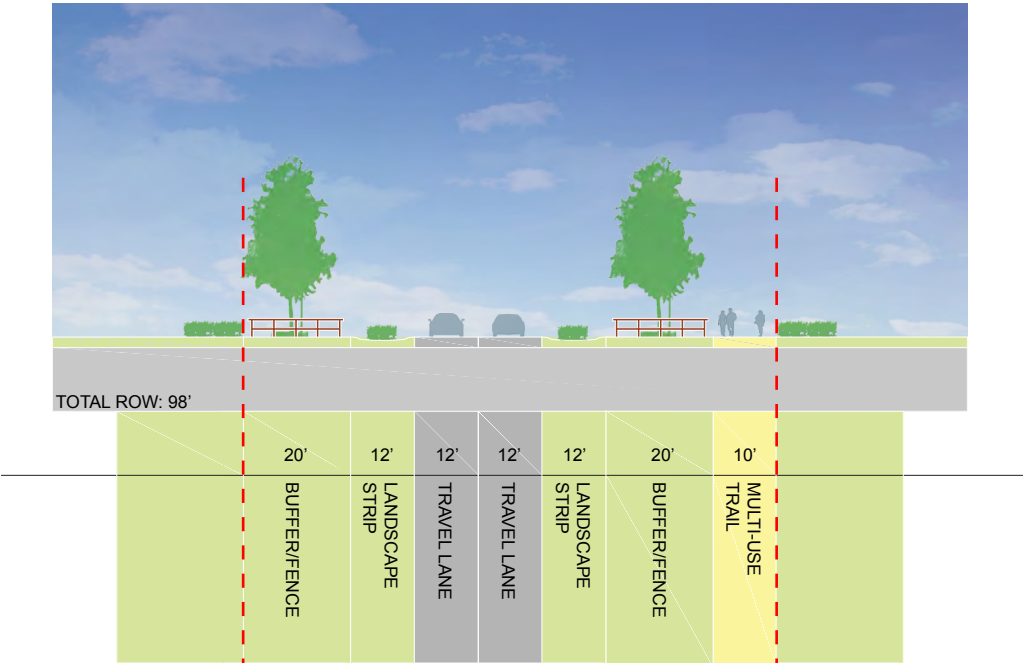 TOTAL ROW: 98’
20’
12’
12’
12’
12’
20’
10’
BUFFER/FENCE
LANDSCAPE
STRIP
TRAVEL LANE
TRAVEL LANE
LANDSCAPE
STRIP
BUFFER/FENCE
MULTI-USE
TRAIL